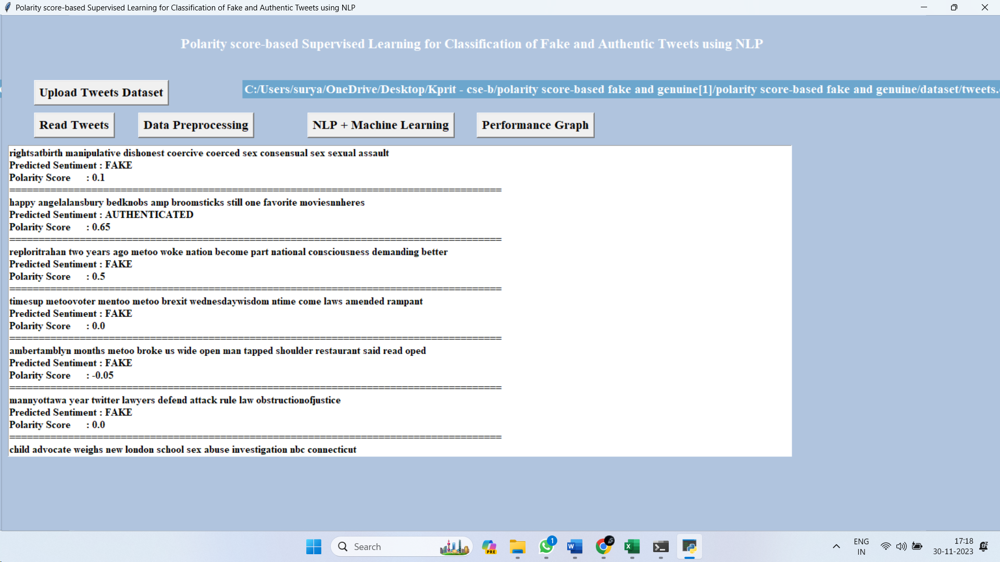 Polarity score-based Supervised Learning for Classification of Fake and Authentic Tweets using NLP
Polarity score-based Supervised Learning for Classification of Fake and Authentic Tweets using NLP
Upload Tweets Dataset
C:/Users/surya/OneDrive/Desktop/Kprit - cse-b/polarity score-based fake and genuine[1]/polarity score-based fake and genuine/dataset/tweets.
Read Tweets
Data Preprocessing
NLP + Machine Learning
Performance Graph
rightsatbirth manipulative dishonest coercive coerced sex consensual sex sexual assault
Predicted Sentiment : FAKE
Polarity Score : 0.1
====================================================================================
happy angelalansbury bedknobs amp broomsticks still one favorite moviesnnheres
Predicted Sentiment : AUTHENTICATED
Polarity Score : 0.65
====================================================================================
reploritrahan two years ago metoo woke nation become part national consciousness demanding better
Predicted Sentiment : FAKE
Polarity Score : 0.5
====================================================================================
timesup metoovoter mentoo metoo brexit wednesdaywisdom ntime come laws amended rampant
Predicted Sentiment : FAKE
Polarity Score : 0.0
====================================================================================
ambertamblyn months metoo broke us wide open man tapped shoulder restaurant said read oped
Predicted Sentiment : FAKE
Polarity Score : -0.05
====================================================================================
mannyottawa year twitter lawyers defend attack rule law obstructionofjustice
Predicted Sentiment : FAKE
Polarity Score : 0.0
====================================================================================
child advocate weighs new london school sex abuse investigation nbc connecticut
Search
PRE
1
ENG
IN
17:18
30-11-2023